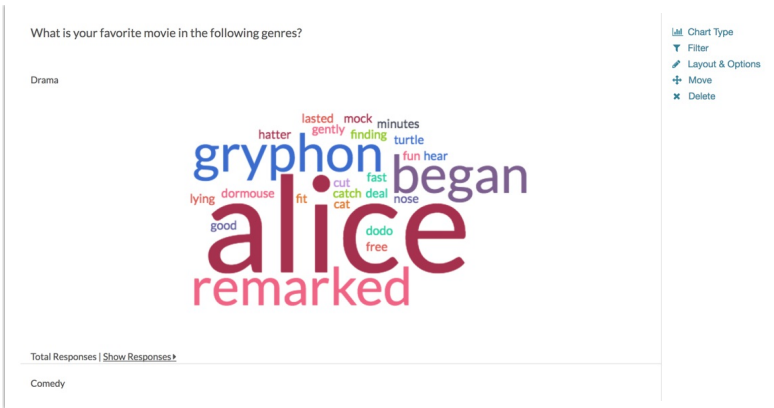 What is your favorite movie in the following genres?
Chart Type
Filter
Layout & Options
Move
Delete
Drama
lasted mock minutes
hatter gently finding turtle
gryphon fun hear
began
cut fast
lying dormouse fit catch deal nose
cat
alice
good dodo
free
remarked
Total Responses | Show Responses
Comedy